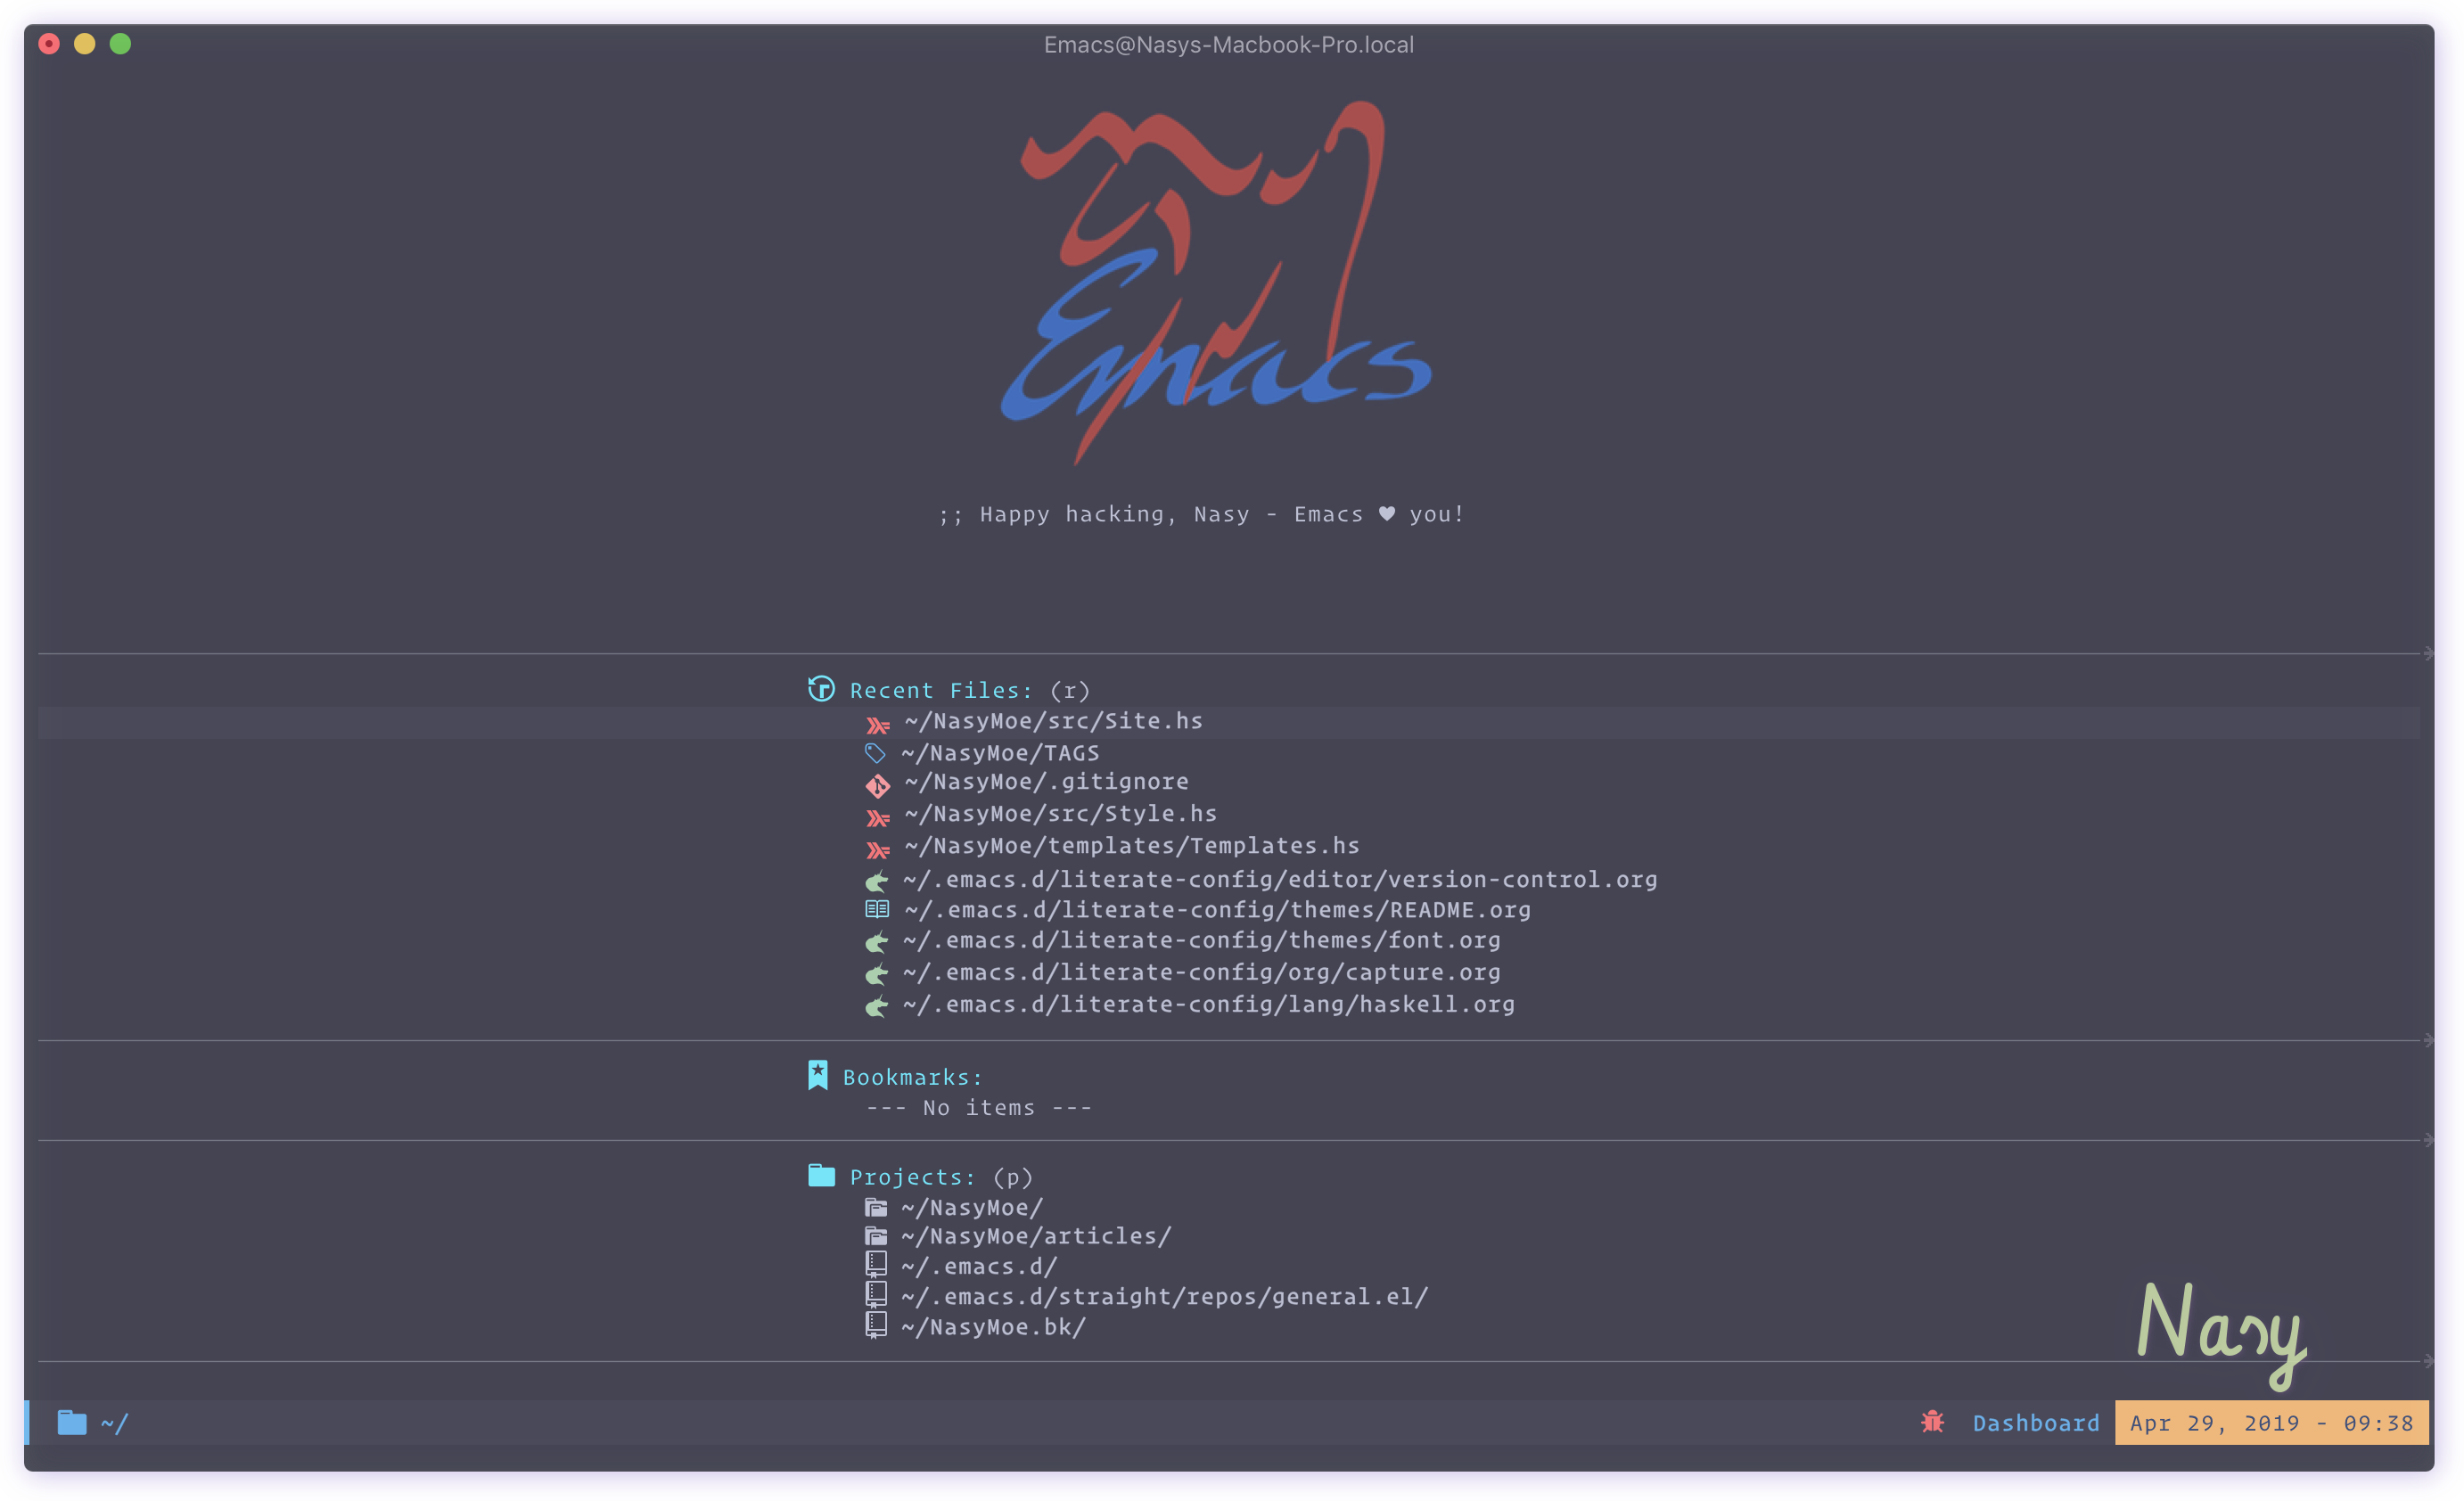 Emacs@Nasys-Macbook-Pro.local
Emacs
;; Happy hacking, Nasy - Emacs ♥ you!
Recent Files: (r)
~/NasyMoe/src/Site.hs
~/NasyMoe/TAGS
~/NasyMoe/.gitignore
~/NasyMoe/src/Style.hs
~/NasyMoe/templates/Templates.hs
~/.emacs.d/literate-config/editor/version-control.org
~/.emacs.d/literate-config/themes/README.org
~/.emacs.d/literate-config/themes/font.org
~/.emacs.d/literate-config/org/capture.org
~/.emacs.d/literate-config/lang/haskell.org
Bookmarks:
--- No items ---
Projects: (p)
~/NasyMoe/
~/NasyMoe/articles/
~/.emacs.d/
~/.emacs.d/straight/repos/general.el/
~/NasyMoe.bk/
Nasy
~/ Dashboard Apr 29, 2019 - 09:38